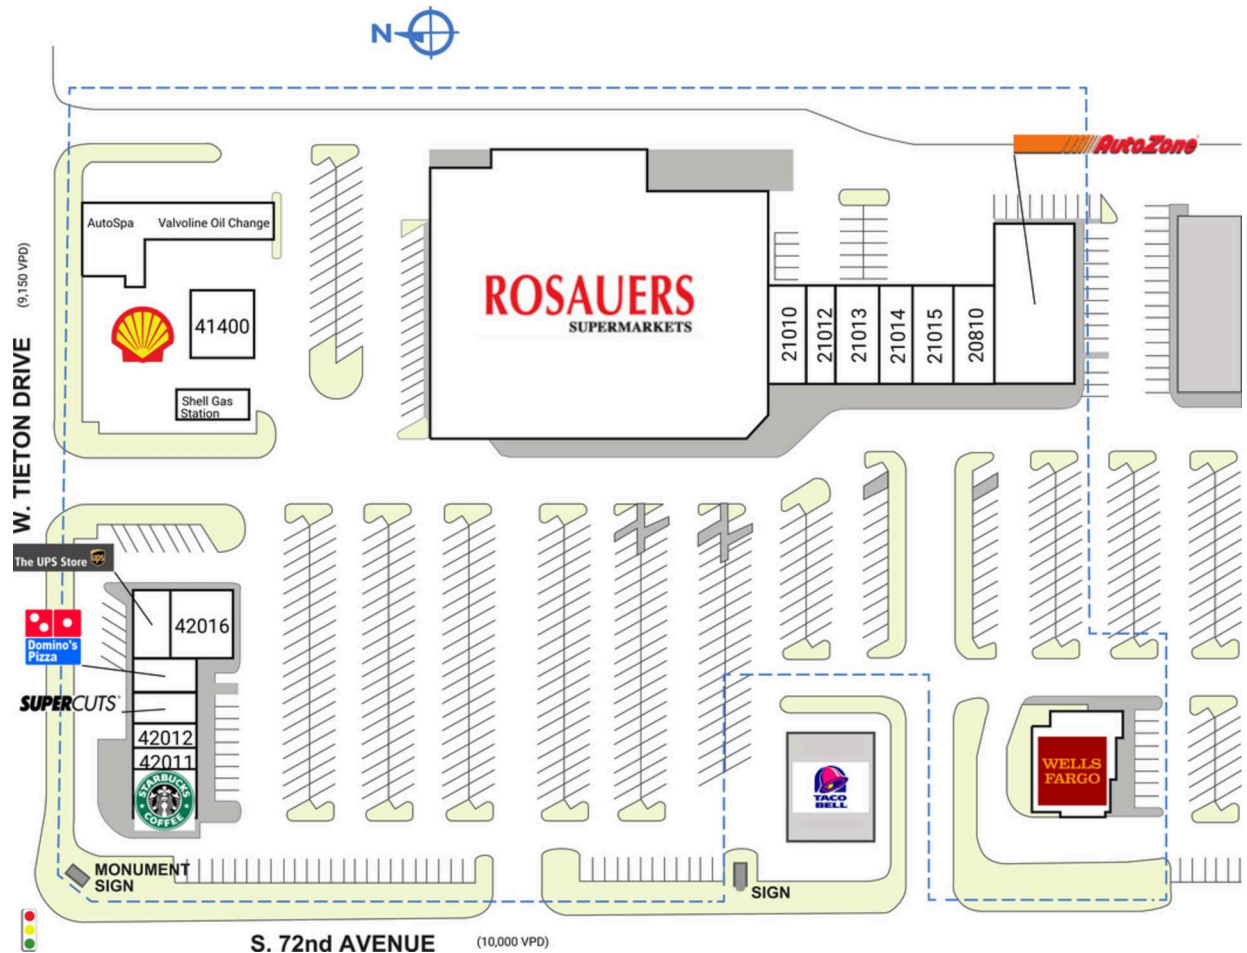 N
AutoZone
AutoSpa
Valvoline Oil Change
W. TIETON DRIVE
(9,150 VPD)
41400
Shell Gas
Station
ROSAUERS
SUPERMARKETS
21010
21012
21013
21014
21015
20810
The UPS Store
ups
42016
Domino's
Pizza
SUPERCUTS
42012
42011
STARBUCKS
COFFEE
TACO
BELL
WELLS
FARGO
MONUMENT
SIGN
SIGN
S. 72nd AVENUE
(10,000 VPD)